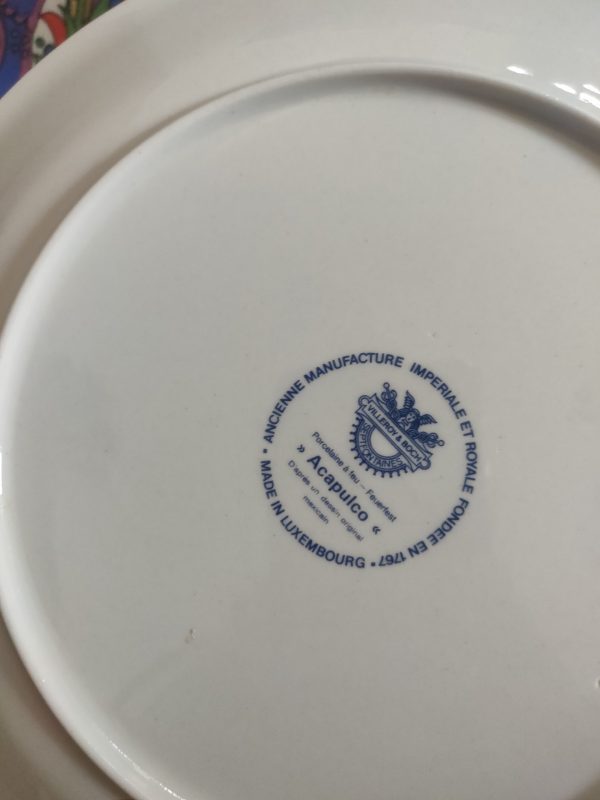 ANCIENNE MANUFACTURE IMPERIALE ET ROYALE FONDEE EN 1767
VILLEROY & BOCH
SEPTFONTAINES
Porcelaine à feu – Feuerfest
» Acapulco «
D'après un dessin original
mexicain
MADE IN LUXEMBOURG